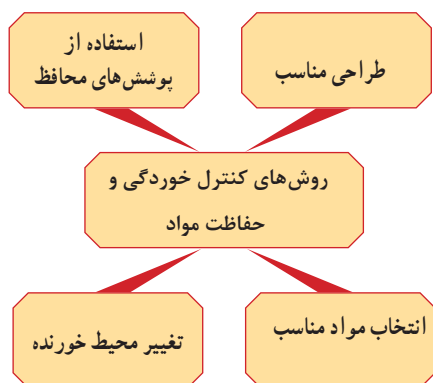 طراحی مناسب
استفاده از
پوشش‌های محافظ
روش‌های کنترل خوردگی و
حفاظت مواد
انتخاب مواد مناسب
تغییر محیط خورنده